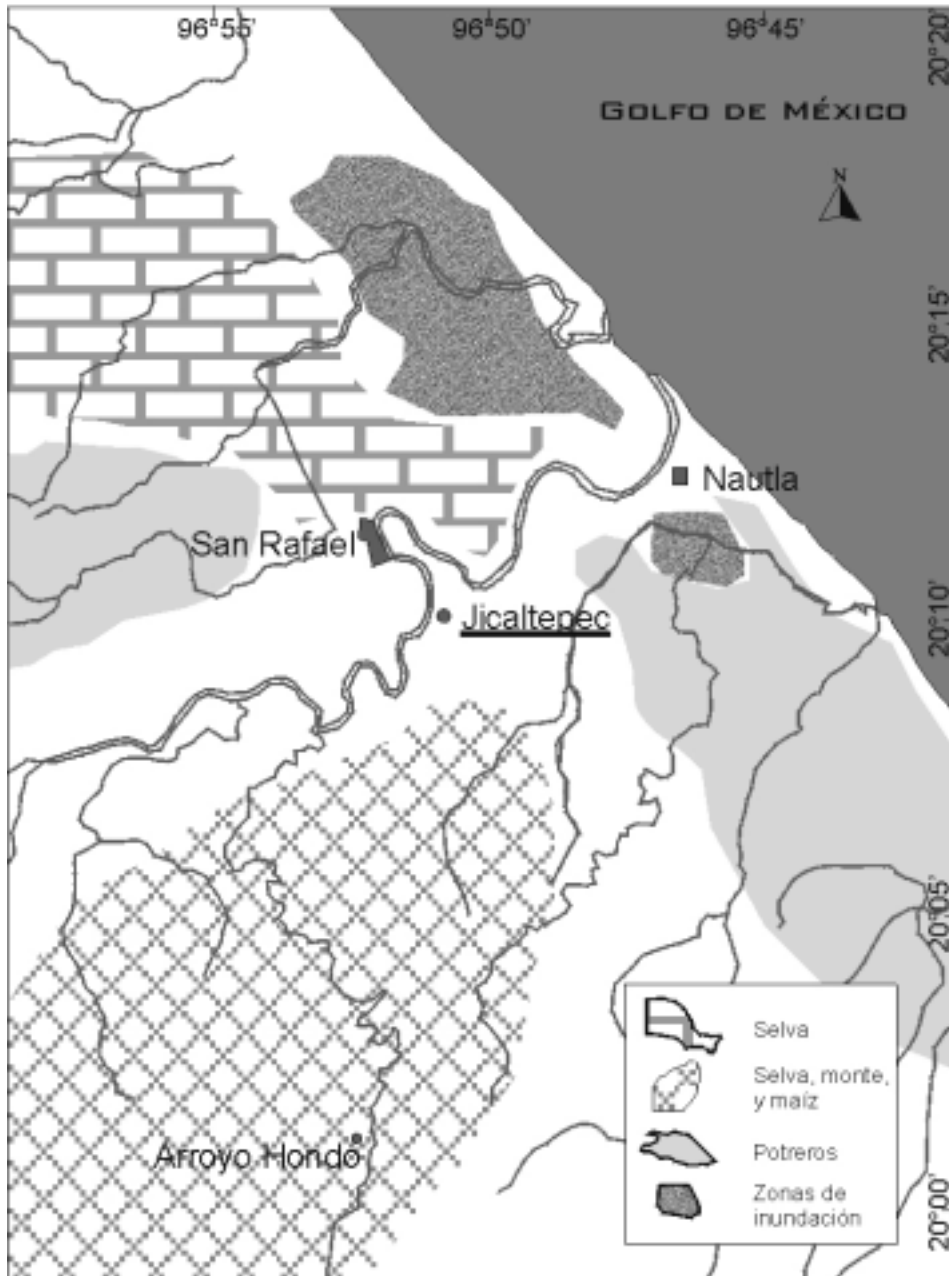 96°55'
96°50'
96°45'
20°20'
GOLFO DE MÉXICO
N
20°15'
Nautla
San Rafael
Jicaltepec
20°10'
20°05'
Selva
Selva, monte,
y maíz
Arroyo Hondo
Potreros
Zonas de
inundación
20°00'